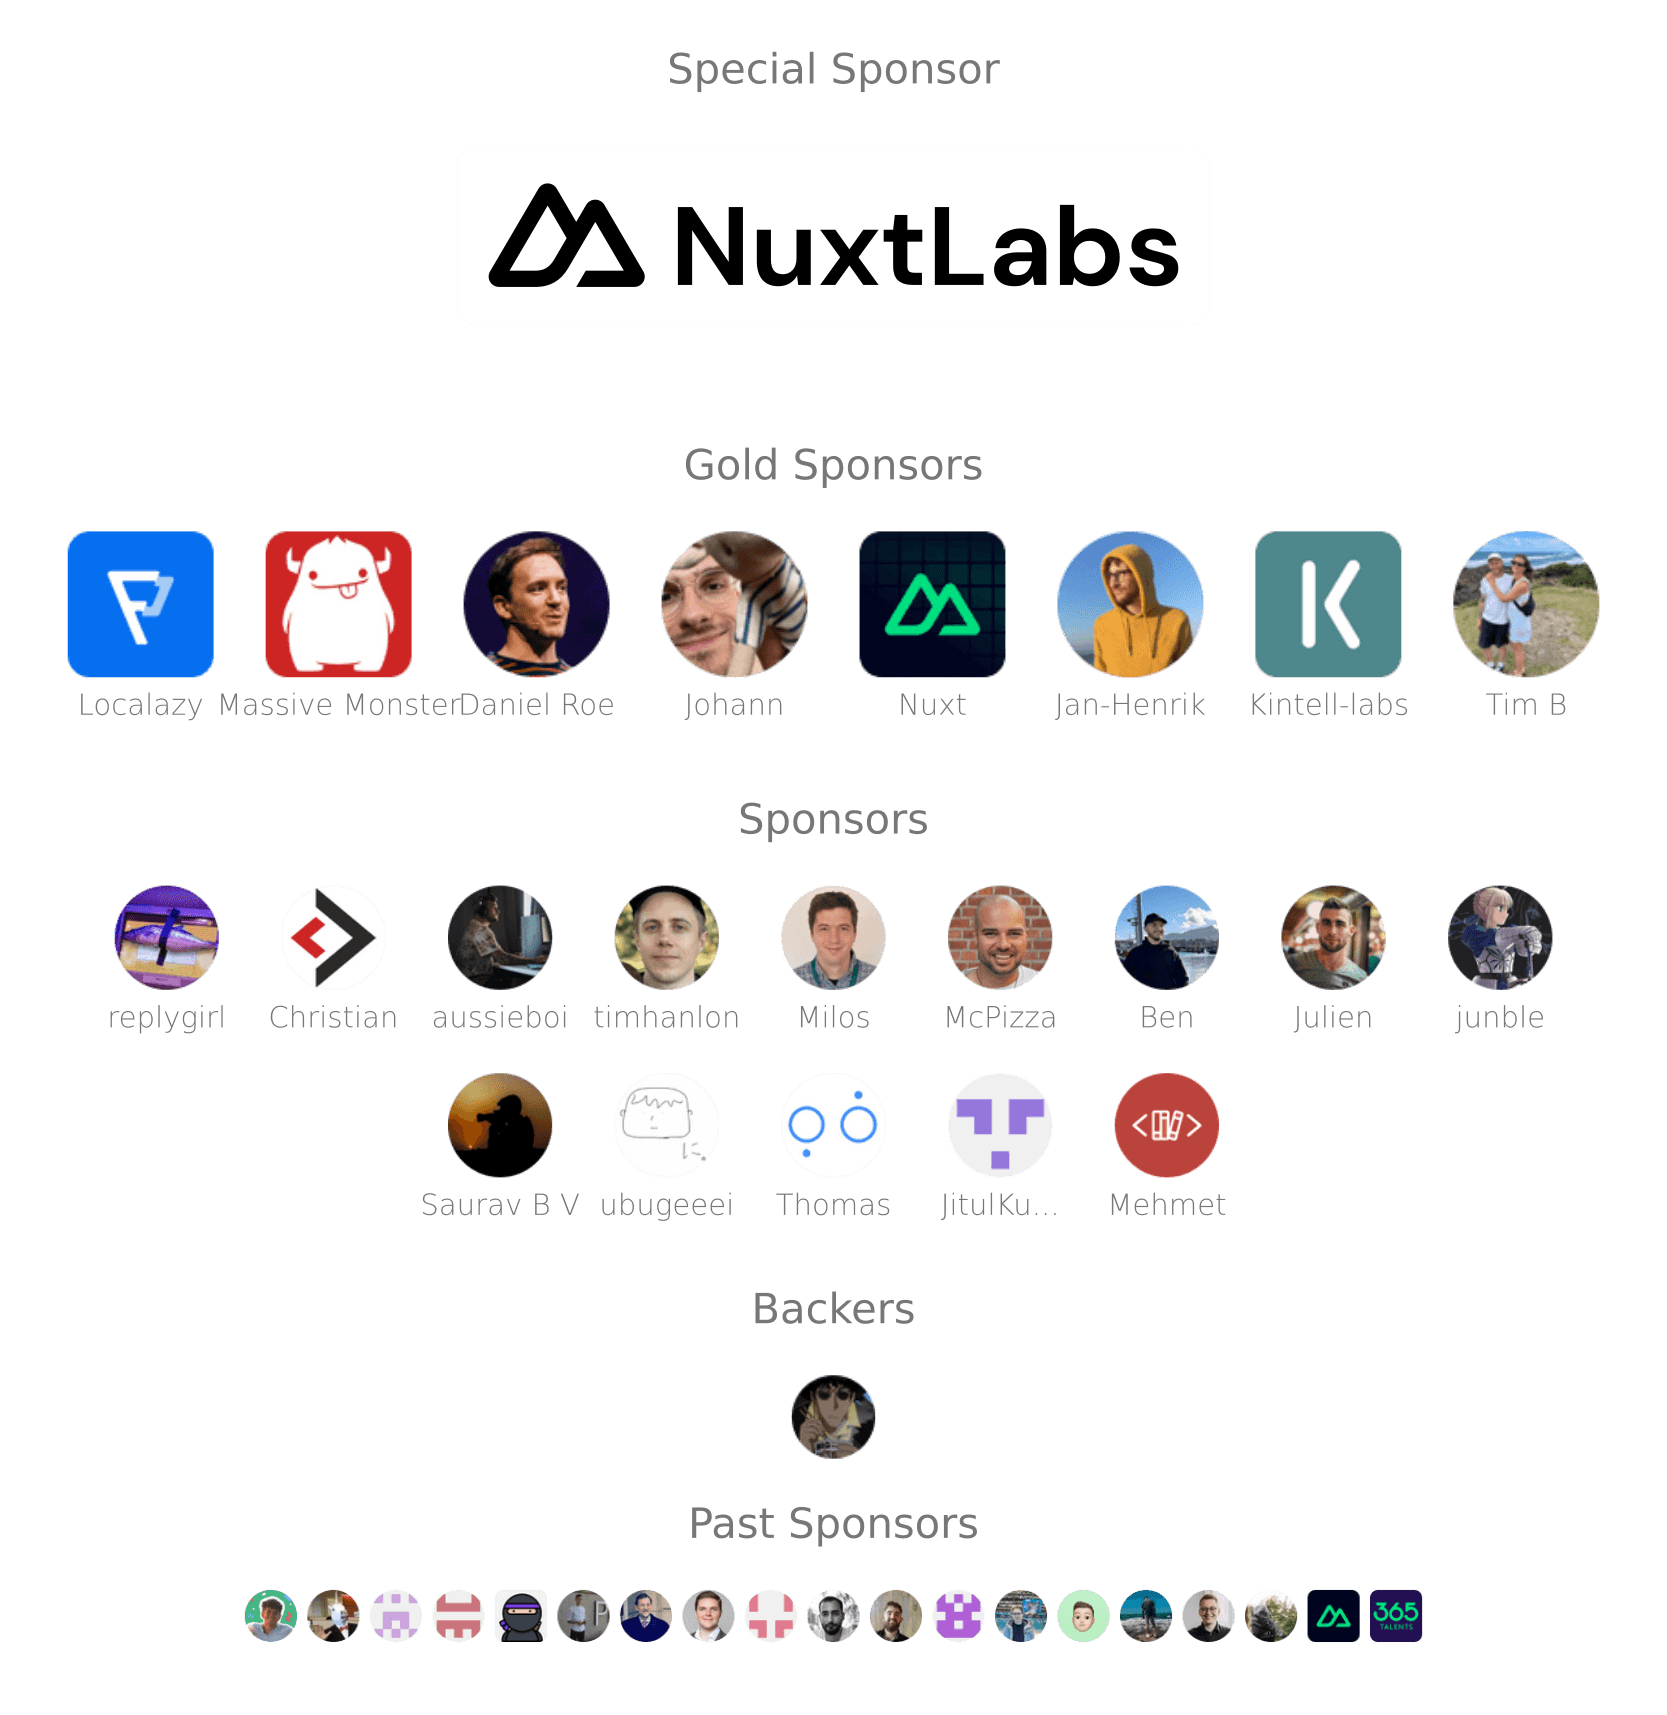 Special Sponsor
NuxtLabs
Gold Sponsors
Localazy Massive Monster Daniel Roe Johann Nuxt Jan-Henrik Kintell-labs Tim B
Sponsors
replygirl Christian aussieboi timhanlon Milos McPizza Ben Julien junble
Saurav B V ubugeeei Thomas JitulKu... Mehmet
Backers
Past Sponsors
P
365
TALENTS